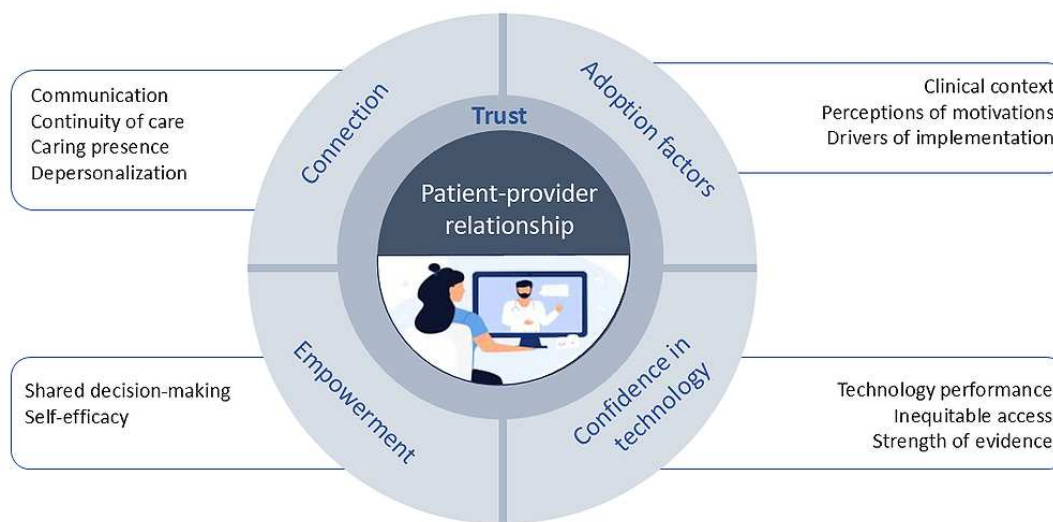 Communication
Continuity of care
Caring presence
Depersonalization
Connection
Trust
Adoption factors
Clinical context
Perceptions of motivations
Drivers of implementation
Patient-provider
relationship
Shared decision-making
Self-efficacy
Empowerment
Confidence in
technology
Technology performance
Inequitable access
Strength of evidence